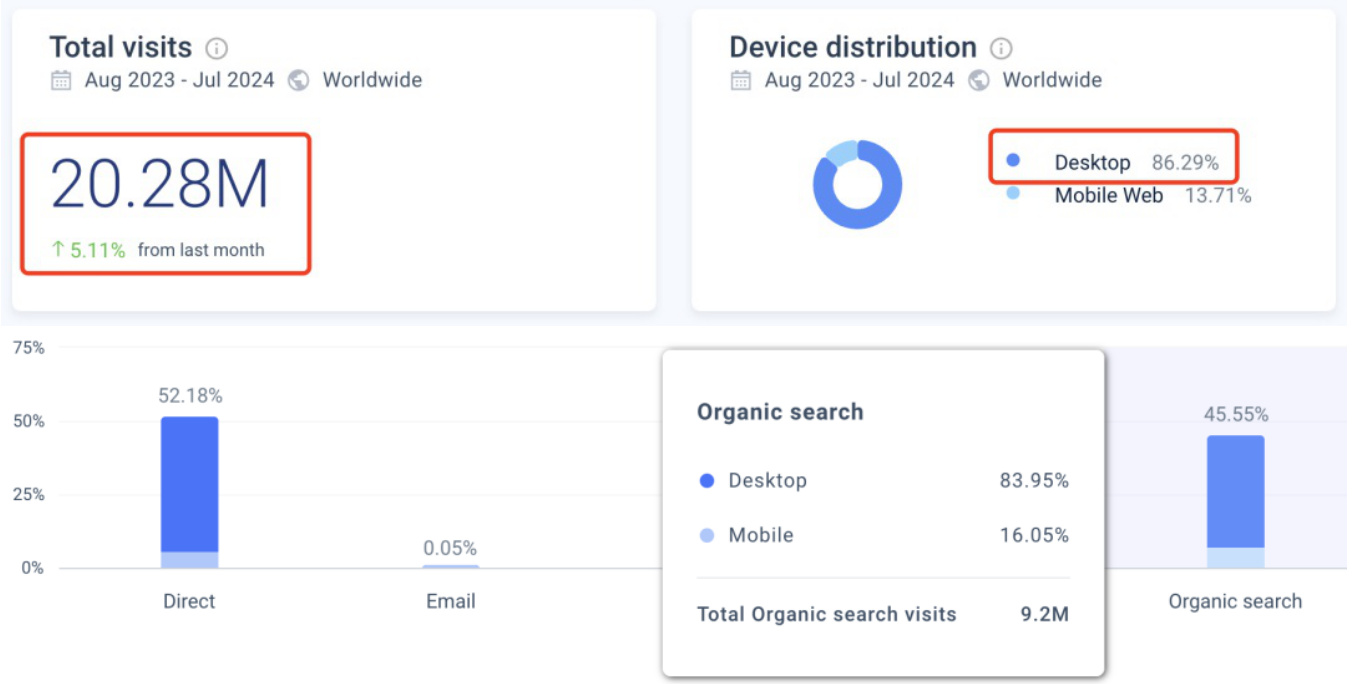 Total visits
Aug 2023 - Jul 2024 Worldwide
20.28M
↑ 5.11% from last month
Device distribution
Aug 2023 - Jul 2024 Worldwide
Desktop 86.29%
Mobile Web 13.71%
75%
50%
25%
0%
52.18%
Direct
0.05%
Email
Organic search
Desktop 83.95%
Mobile 16.05%
Total Organic search visits 9.2M
45.55%
Organic search